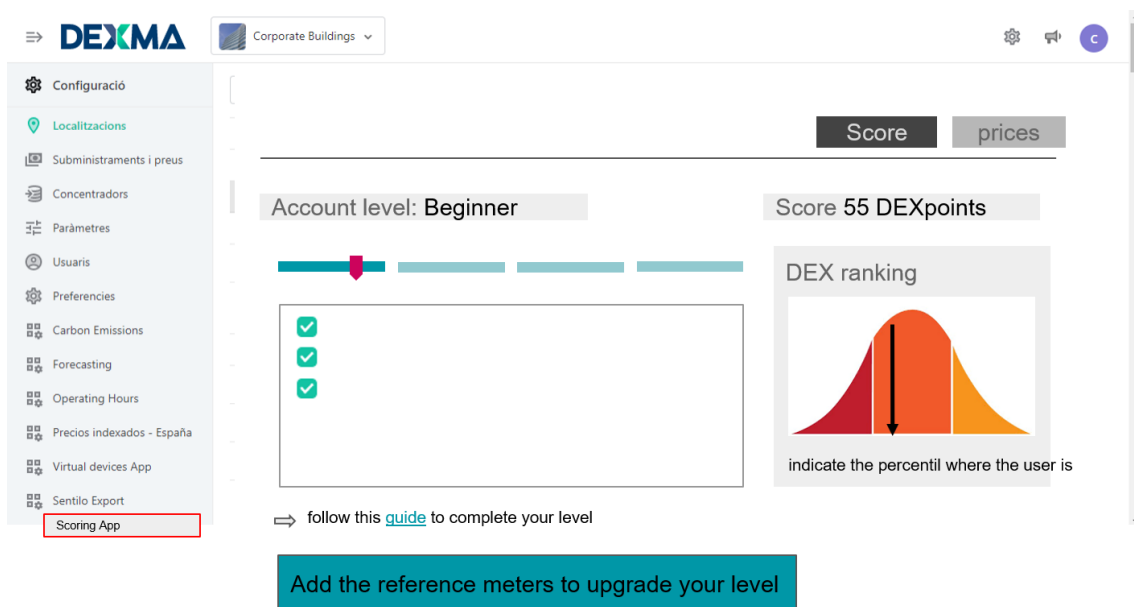 DEXMA
Corporate Buildings
C
Configuració
Localitzacions
Subministraments i preus
Concentradors
Paràmetres
Usuaris
Preferencies
Carbon Emissions
Forecasting
Operating Hours
Precios indexados - España
Virtual devices App
Sentilo Export
Scoring App
Score
prices
Account level: Beginner
Score 55 DEXpoints
DEX ranking
indicate the percentil where the user is
follow this guide to complete your level
Add the reference meters to upgrade your level